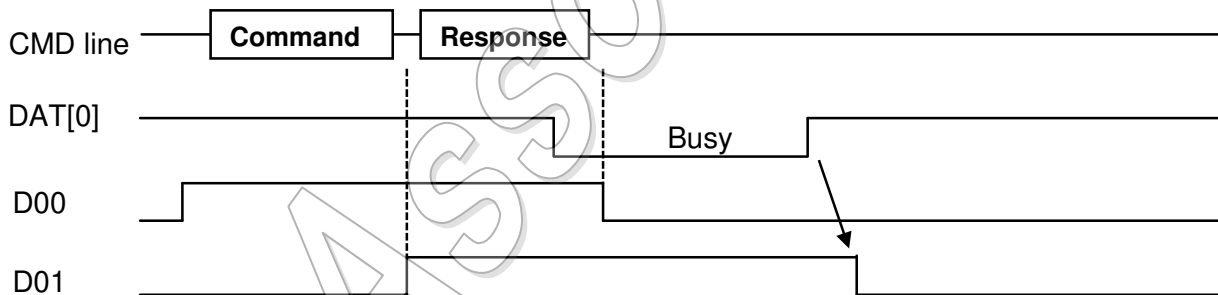 CMD line Command Response
DAT[0]
Busy
D00
D01